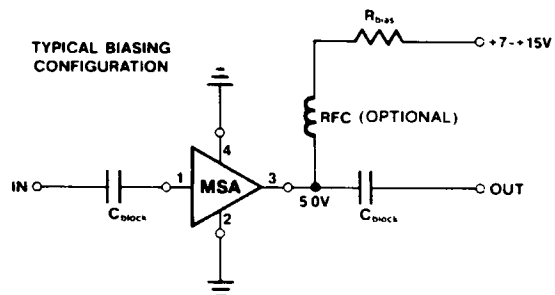 TYPICAL BIASING
CONFIGURATION
Rbias
+7-+15V
RFC (OPTIONAL)
4
IN
Cblock
1
MSA
3
5 0V
Cblock
OUT
2